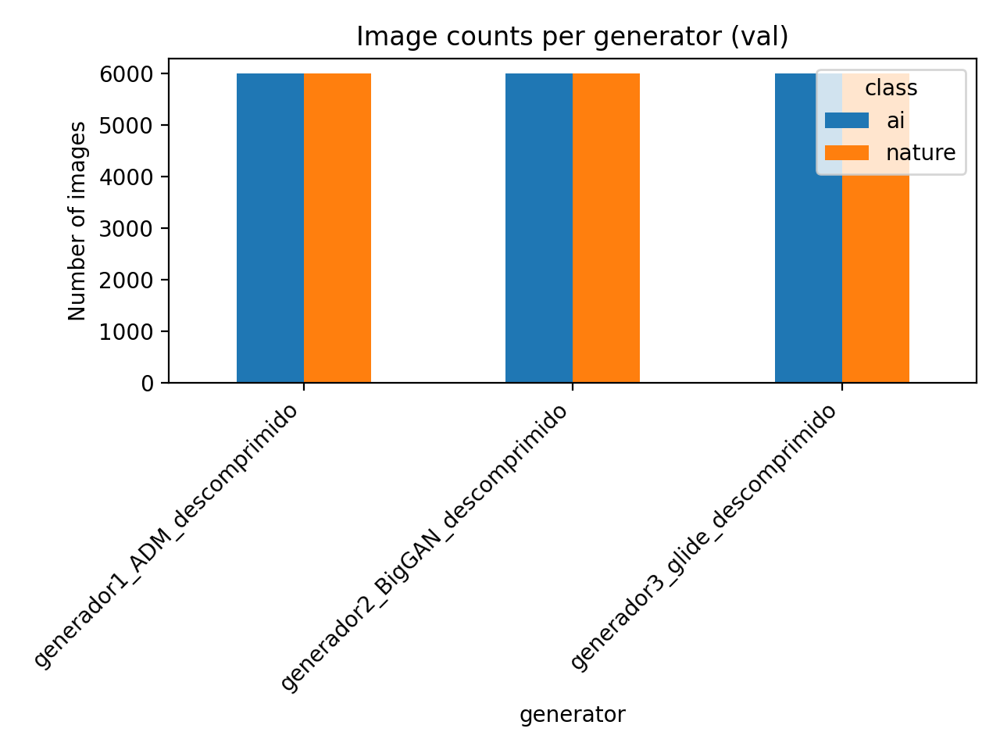 Image counts per generator (val)
Number of images
6000
5000
4000
3000
2000
1000
0
class
ai
nature
generador1_ADM_descomprimido
generador2_BigGAN_descomprimido
generador3_glide_descomprimido
generator